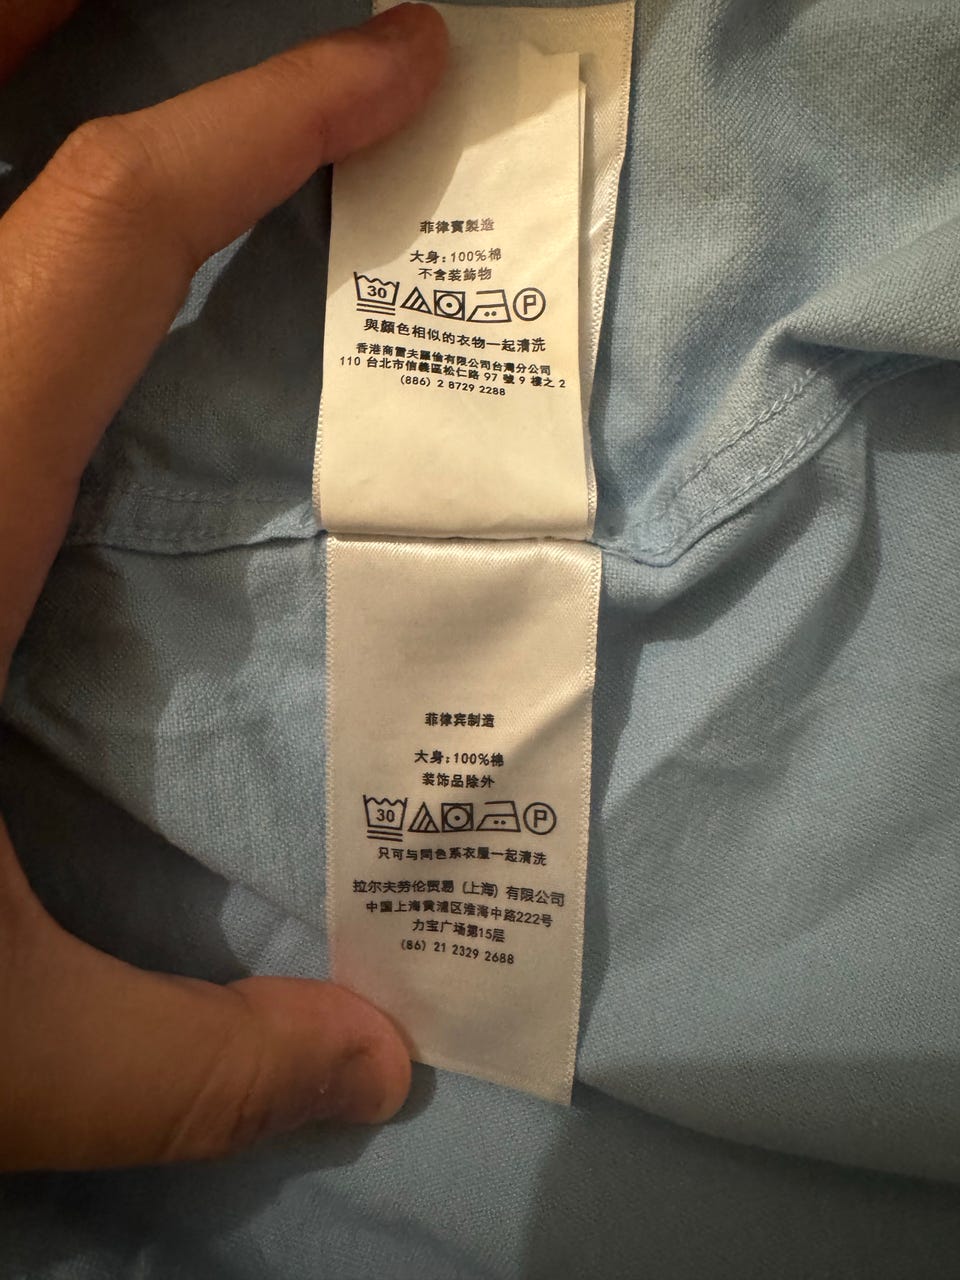 菲律賓製造
大身:100%棉
不含装飾物
30 P
與顏色相似的衣物一起清洗
香港商雷夫羅倫有限公司台灣分公司
110 台北市信義區松仁路 97 號 9 樓之 2
(886) 2 8729 2288
菲律宾制造
大身:100%棉
装饰品除外
30 P
只可与同色系衣服一起清洗
拉尔夫劳伦贸易 (上海) 有限公司
中国上海黄浦区淮海中路222号
力宝广场第15层
(86) 21 2329 2688